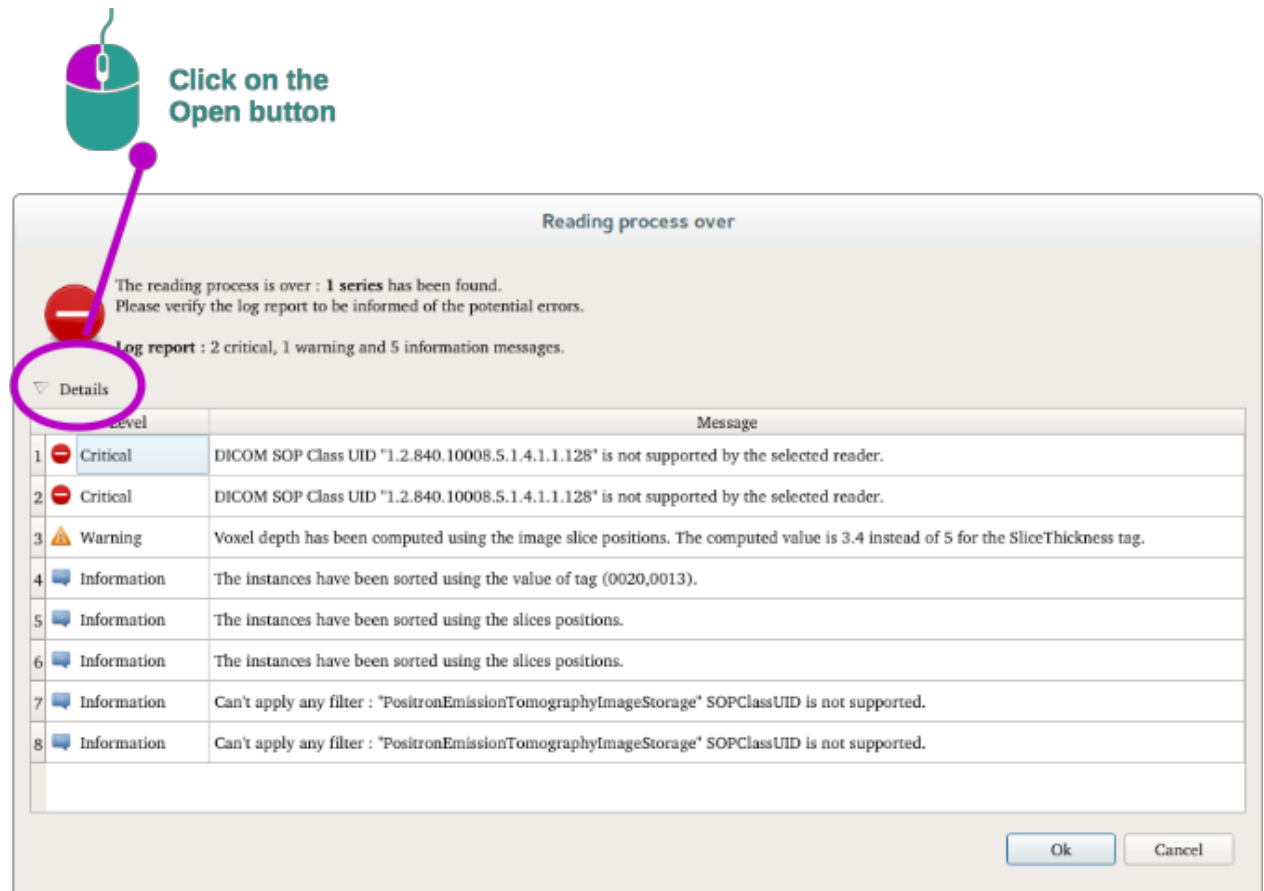 Click on the
Open button
Reading process over
The reading process is over : 1 series has been found.
Please verify the log report to be informed of the potential errors.
Log report : 2 critical, 1 warning and 5 information messages.
Details
Level Message
1 Critical DICOM SOP Class UID "1.2.840.10008.5.1.4.1.1.128" is not supported by the selected reader.
2 Critical DICOM SOP Class UID "1.2.840.10008.5.1.4.1.1.128" is not supported by the selected reader.
3 Warning Voxel depth has been computed using the image slice positions. The computed value is 3.4 instead of 5 for the SliceThickness tag.
4 Information The instances have been sorted using the value of tag (0020,0013).
5 Information The instances have been sorted using the slices positions.
6 Information The instances have been sorted using the slices positions.
7 Information Can't apply any filter : "PositronEmissionTomographyImageStorage" SOPClassUID is not supported.
8 Information Can't apply any filter : "PositronEmissionTomographyImageStorage" SOPClassUID is not supported.
Ok Cancel